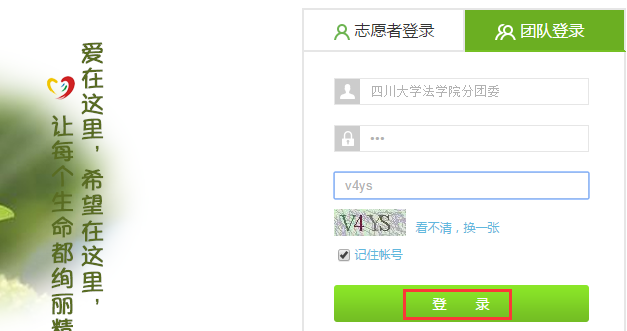 爱在这里，希望在这里，
让每个生命都绚丽精
志愿者登录
团队登录
四川大学法学院分团委
•••
v4ys
V4YS
看不清，换一张
记住帐号
登 录